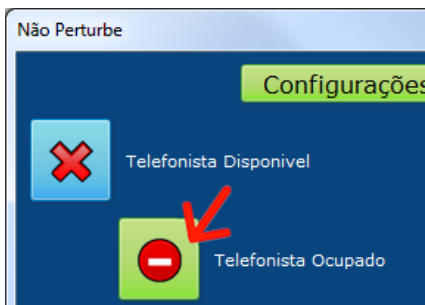 Não Perturbe
Configurações
Telefonista Disponivel
Telefonista Ocupado